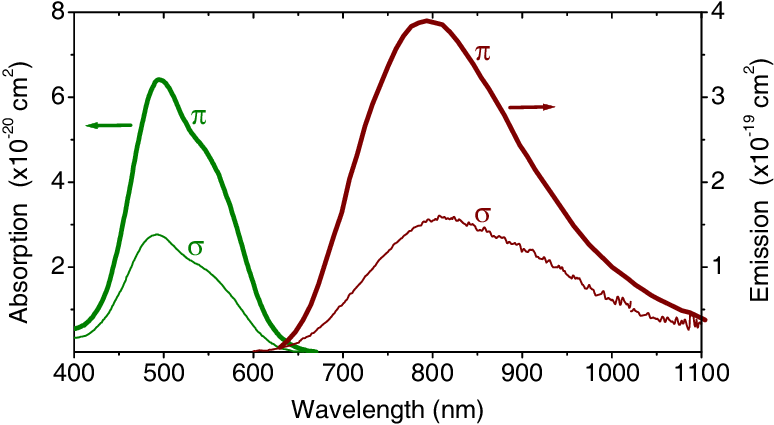 8
6
4
2
4
3
2
1
400
500
600
700
800
900
1000
1100
π
σ
π
σ
Absorption (x10⁻²⁰ cm²)
Emission (x10⁻¹⁹ cm²)
Wavelength (nm)